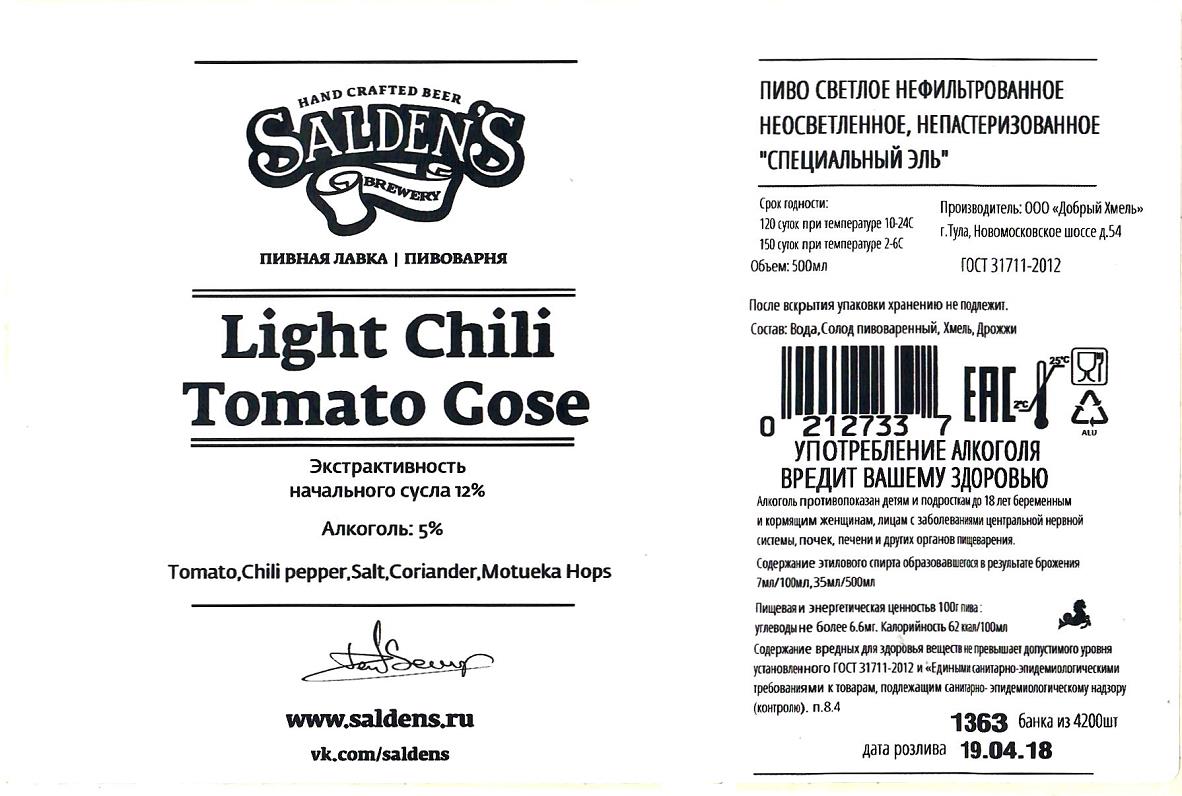 HAND CRAFTED BEER
SALDEN'S
BREWERY
ПИВНАЯ ЛАВКА | ПИВОВАРНЯ
Light Chili
Tomato Gose
Экстрактивность
начального сусла 12%
Алкоголь: 5%
Tomato,Chili pepper,Salt,Coriander,Motueka Hops
www.saldens.ru
vk.com/saldens
ПИВО СВЕТЛОЕ НЕФИЛЬТРОВАННОЕ
НЕОСВЕТЛЕННОЕ, НЕПАСТЕРИЗОВАННОЕ
"СПЕЦИАЛЬНЫЙ ЭЛЬ"
Срок годности:
120 суток при температуре 10-24С
150 суток при температуре 2-6С
Объем: 500мл
Производитель: ООО «Добрый Хмель»
г.Тула, Новомосковское шоссе д.54
ГОСТ 31711-2012
После вскрытия упаковки хранению не подлежит.
Состав: Вода,Солод пивоваренный, Хмель, Дрожжи
0 212733 7
EAC
25°C
2°C
ALU
УПОТРЕБЛЕНИЕ АЛКОГОЛЯ
ВРЕДИТ ВАШЕМУ ЗДОРОВЬЮ
Алкоголь противопоказан детям и подросткам до 18 лет беременным
и кормящим женщинам, лицам с заболеваниями центральной нервной
системы, почек, печени и других органов пищеварения.
Содержание этилового спирта образовавшегося в результате брожения
7мл/100мл,35мл/500мл
Пищевая и энергетическая ценностьв 100г пива :
углеводы не более 6.6мг. Калорийность 62 ккал/100мл
Содержание вредных для здоровья веществ не превышает допустимого уровня
установленного ГОСТ 31711-2012 и «Едиными санитарно-эпидемиологическими
требованиями к товарам, подлежащим санитарно- эпидемиологическому надзору
(контролю). п.8.4
1363 банка из 4200шт
дата розлива 19.04.18